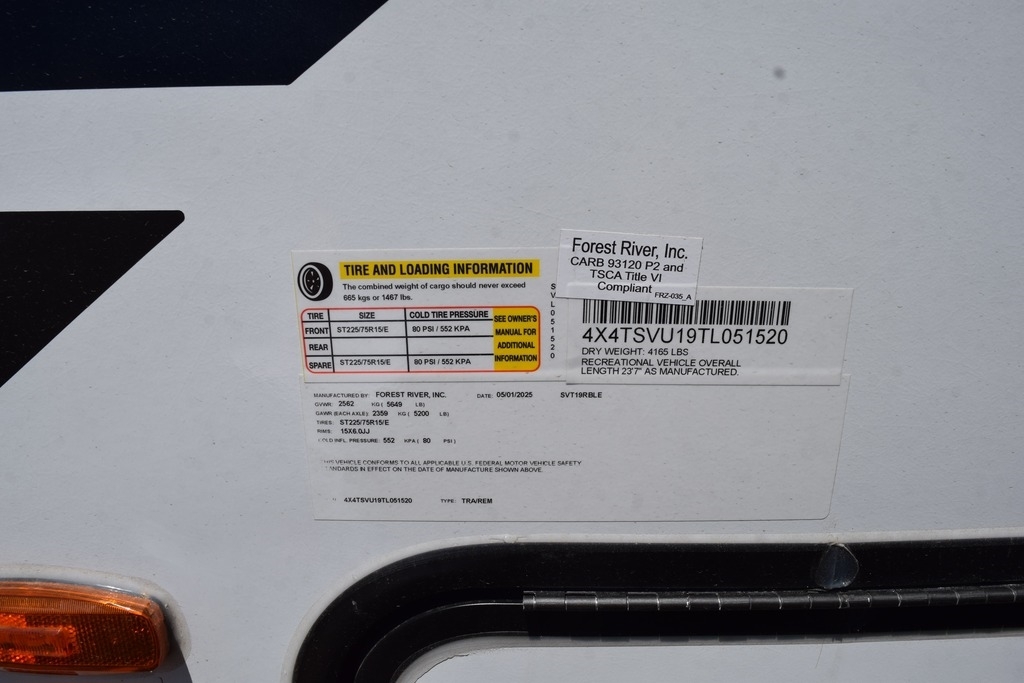 Forest River, Inc.
CARB 93120 P2 and
TSCA Title VI
Compliant
FRZ-035_A
TIRE AND LOADING INFORMATION
The combined weight of cargo should never exceed
665 kgs or 1467 lbs.
TIRE SIZE COLD TIRE PRESSURE
FRONT ST225/75R15/E 80 PSI / 552 KPA
REAR
SPARE ST225/75R15/E 80 PSI / 552 KPA
SEE OWNER'S
MANUAL FOR
ADDITIONAL
INFORMATION
SVL051520
4X4TSVU19TL051520
DRY WEIGHT: 4165 LBS
RECREATIONAL VEHICLE OVERALL
LENGTH 23'7" AS MANUFACTURED.
MANUFACTURED BY: FOREST RIVER, INC. DATE: 05/01/2025 SVT19RBLE
GVWR: 2562 KG ( 5649 LB)
GAWR (EACH AXLE): 2359 KG ( 5200 LB)
TIRES: ST225/75R15/E
RIMS: 15X6.0JJ
COLD INFL. PRESSURE: 552 KPA ( 80 PSI )
THIS VEHICLE CONFORMS TO ALL APPLICABLE U.S. FEDERAL MOTOR VEHICLE SAFETY
STANDARDS IN EFFECT ON THE DATE OF MANUFACTURE SHOWN ABOVE.
4X4TSVU19TL051520 TYPE: TRA/REM